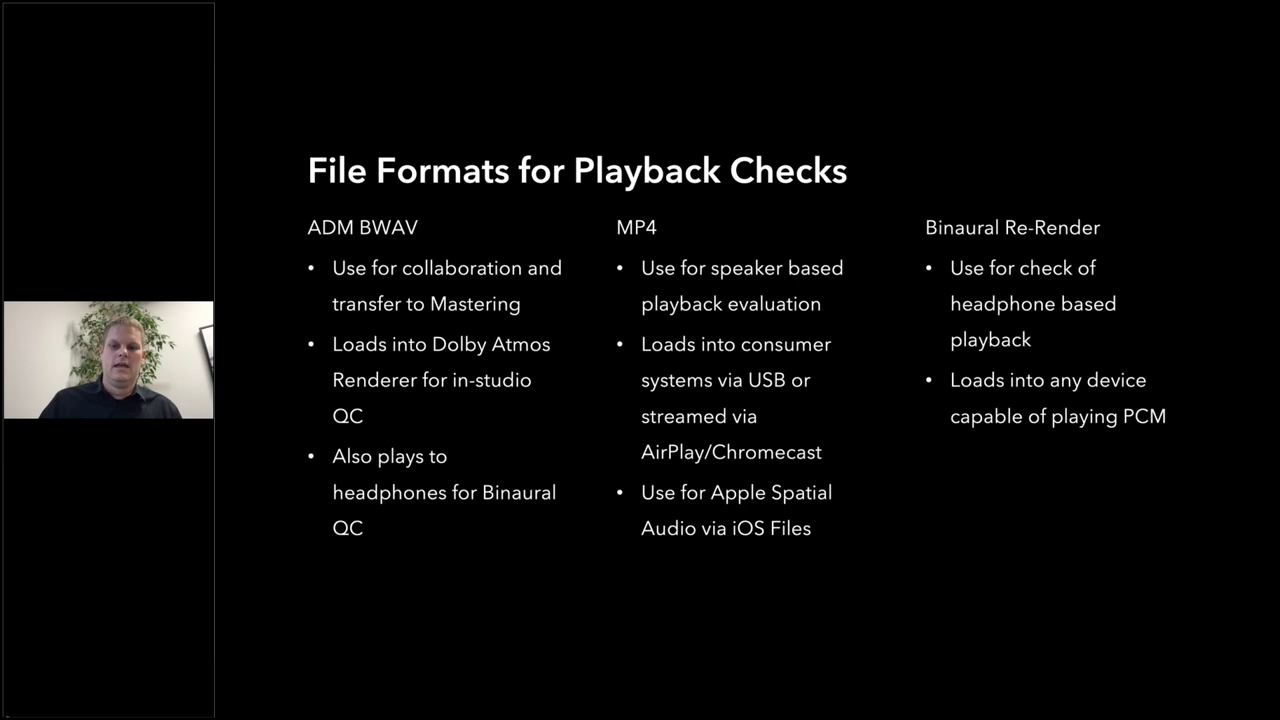 File Formats for Playback Checks
ADM BWAV
• Use for collaboration and
transfer to Mastering
• Loads into Dolby Atmos
Renderer for in-studio
QC
• Also plays to
headphones for Binaural
QC
MP4
• Use for speaker based
playback evaluation
• Loads into consumer
systems via USB or
streamed via
AirPlay/Chromecast
• Use for Apple Spatial
Audio via iOS Files
Binaural Re-Render
• Use for check of
headphone based
playback
• Loads into any device
capable of playing PCM